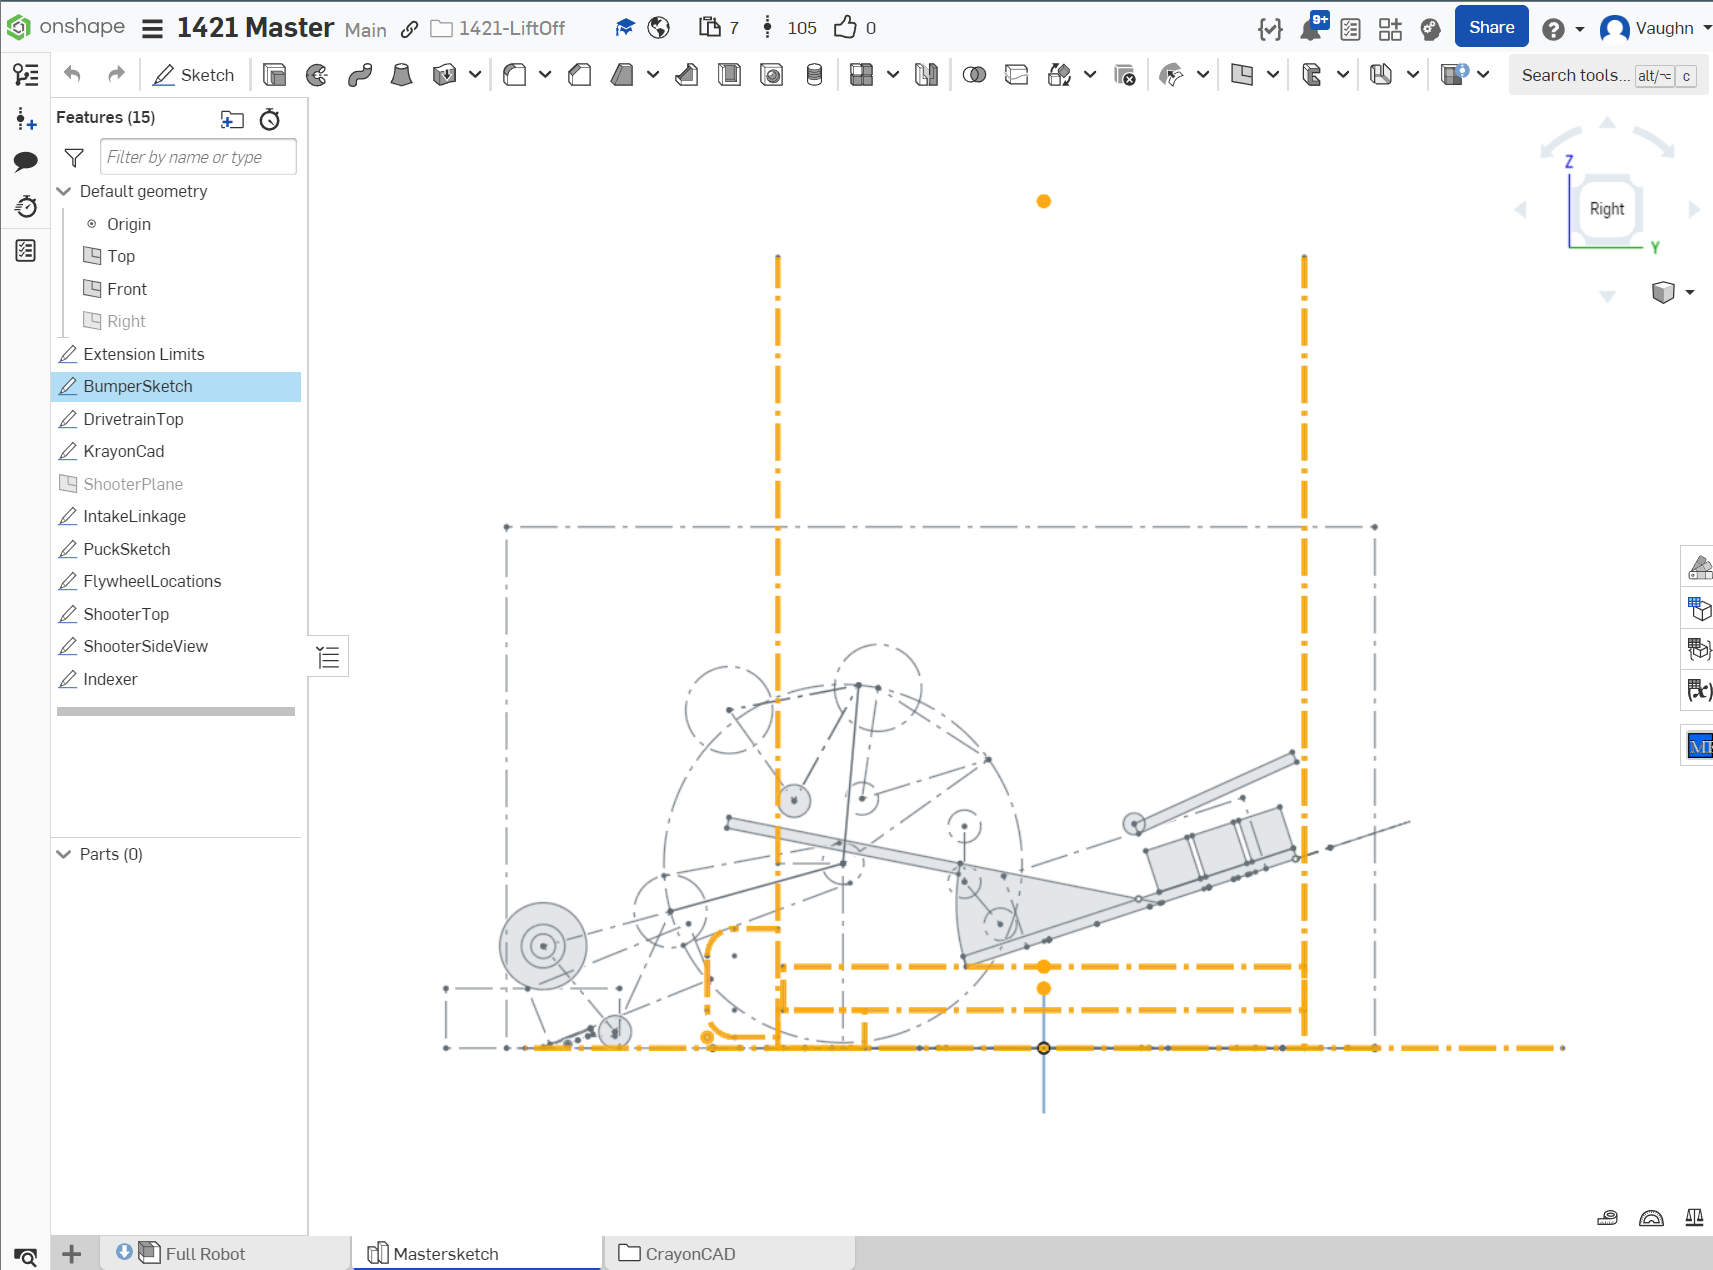 onshape
1421 Master Main 1421-LiftOff 7 105 0 9+ Share Vaughn
Sketch Search tools... alt/⌥ c
Features (15)
Filter by name or type
Default geometry
Origin
Top
Front
Right
Extension Limits
BumperSketch
DrivetrainTop
KrayonCad
ShooterPlane
IntakeLinkage
PuckSketch
FlywheelLocations
ShooterTop
ShooterSideView
Indexer
Parts (0)
Z
Right
Y
Full Robot Mastersketch CrayonCAD